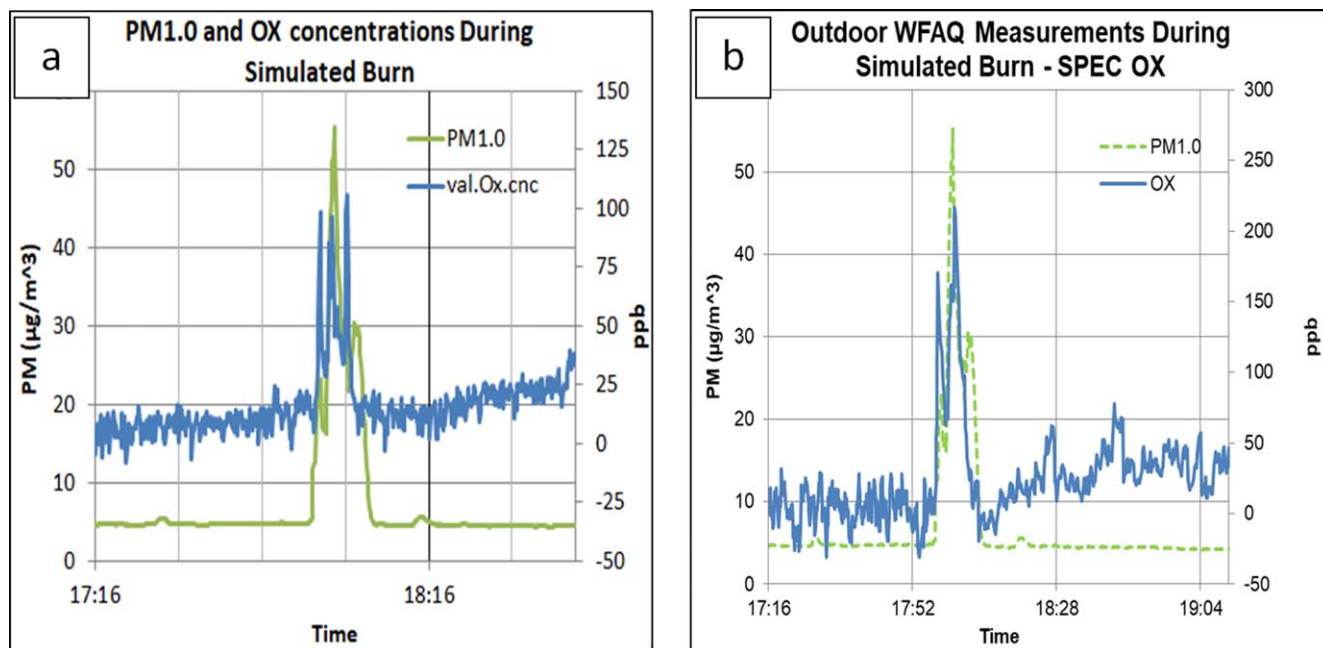 a
PM1.0 and OX concentrations During
Simulated Burn
PM1.0
val.Ox.cnc
50
40
30
20
10
0
PM (µg/m^3)
150
125
100
75
50
25
0
-25
-50
ppb
17:16
18:16
Time
b
Outdoor WFAQ Measurements During
Simulated Burn - SPEC OX
PM1.0
OX
50
40
30
20
10
0
PM (µg/m^3)
300
250
200
150
100
50
0
-50
ppb
17:16
17:52
18:28
19:04
Time